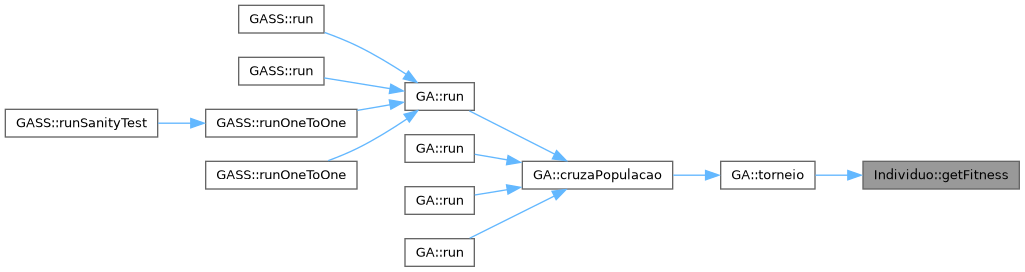 GASS::run
GASS::run
GA::run
GASS::runSanityTest
GASS::runOneToOne
GA::run
GASS::runOneToOne
GA::cruzaPopulacao
GA::torneio
Individuo::getFitness
GA::run
GA::run